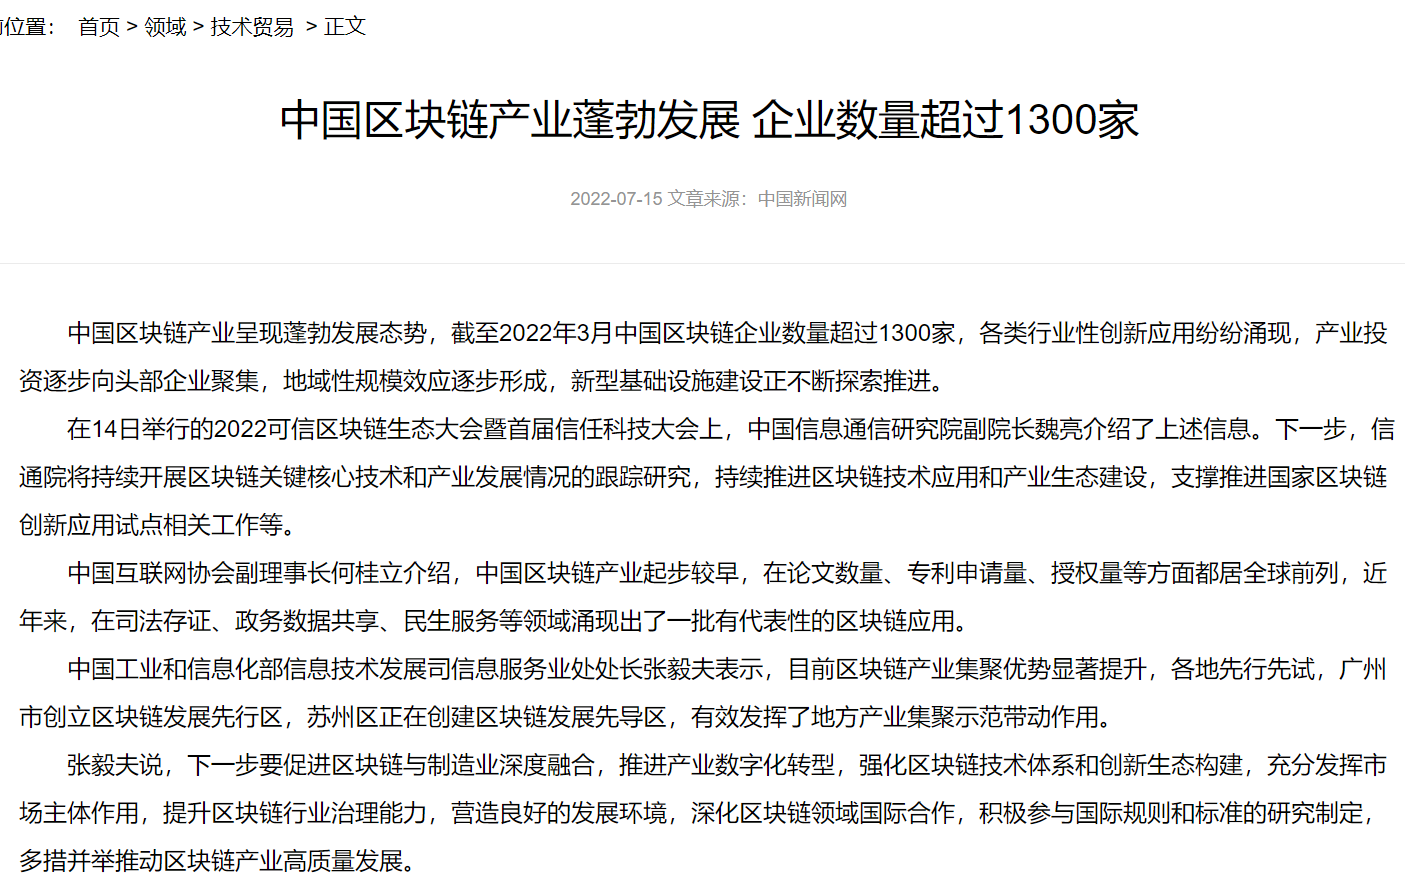 位置： 首页 > 领域 > 技术贸易 > 正文
中国区块链产业蓬勃发展 企业数量超过1300家
2022-07-15 文章来源：中国新闻网
中国区块链产业呈现蓬勃发展态势，截至2022年3月中国区块链企业数量超过1300家，各类行业性创新应用纷纷涌现，产业投
资逐步向头部企业聚集，地域性规模效应逐步形成，新型基础设施建设正不断探索推进。
在14日举行的2022可信区块链生态大会暨首届信任科技大会上，中国信息通信研究院副院长魏亮介绍了上述信息。下一步，信
通院将持续开展区块链关键核心技术和产业发展情况的跟踪研究，持续推进区块链技术应用和产业生态建设，支撑推进国家区块链
创新应用试点相关工作等。
中国互联网协会副理事长何桂立介绍，中国区块链产业起步较早，在论文数量、专利申请量、授权量等方面都居全球前列，近
年来，在司法存证、政务数据共享、民生服务等领域涌现出了一批有代表性的区块链应用。
中国工业和信息化部信息技术发展司信息服务业处处长张毅夫表示，目前区块链产业集聚优势显著提升，各地先行先试，广州
市创立区块链发展先行区，苏州区正在创建区块链发展先导区，有效发挥了地方产业集聚示范带动作用。
张毅夫说，下一步要促进区块链与制造业深度融合，推进产业数字化转型，强化区块链技术体系和创新生态构建，充分发挥市
场主体作用，提升区块链行业治理能力，营造良好的发展环境，深化区块链领域国际合作，积极参与国际规则和标准的研究制定，
多措并举推动区块链产业高质量发展。